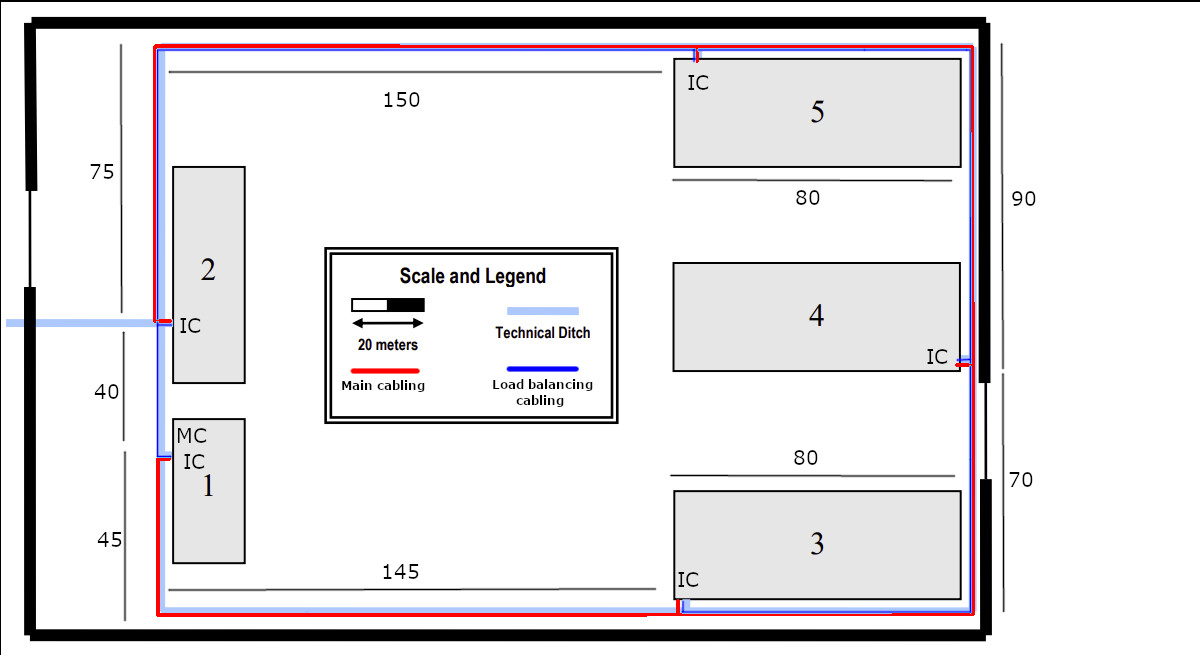 IC
5
150
75
80
90
2
Scale and Legend
4
IC
Technical Ditch
20 meters
IC
Main cabling
Load balancing
cabling
40
MC
IC
1
80
70
45
3
145
IC